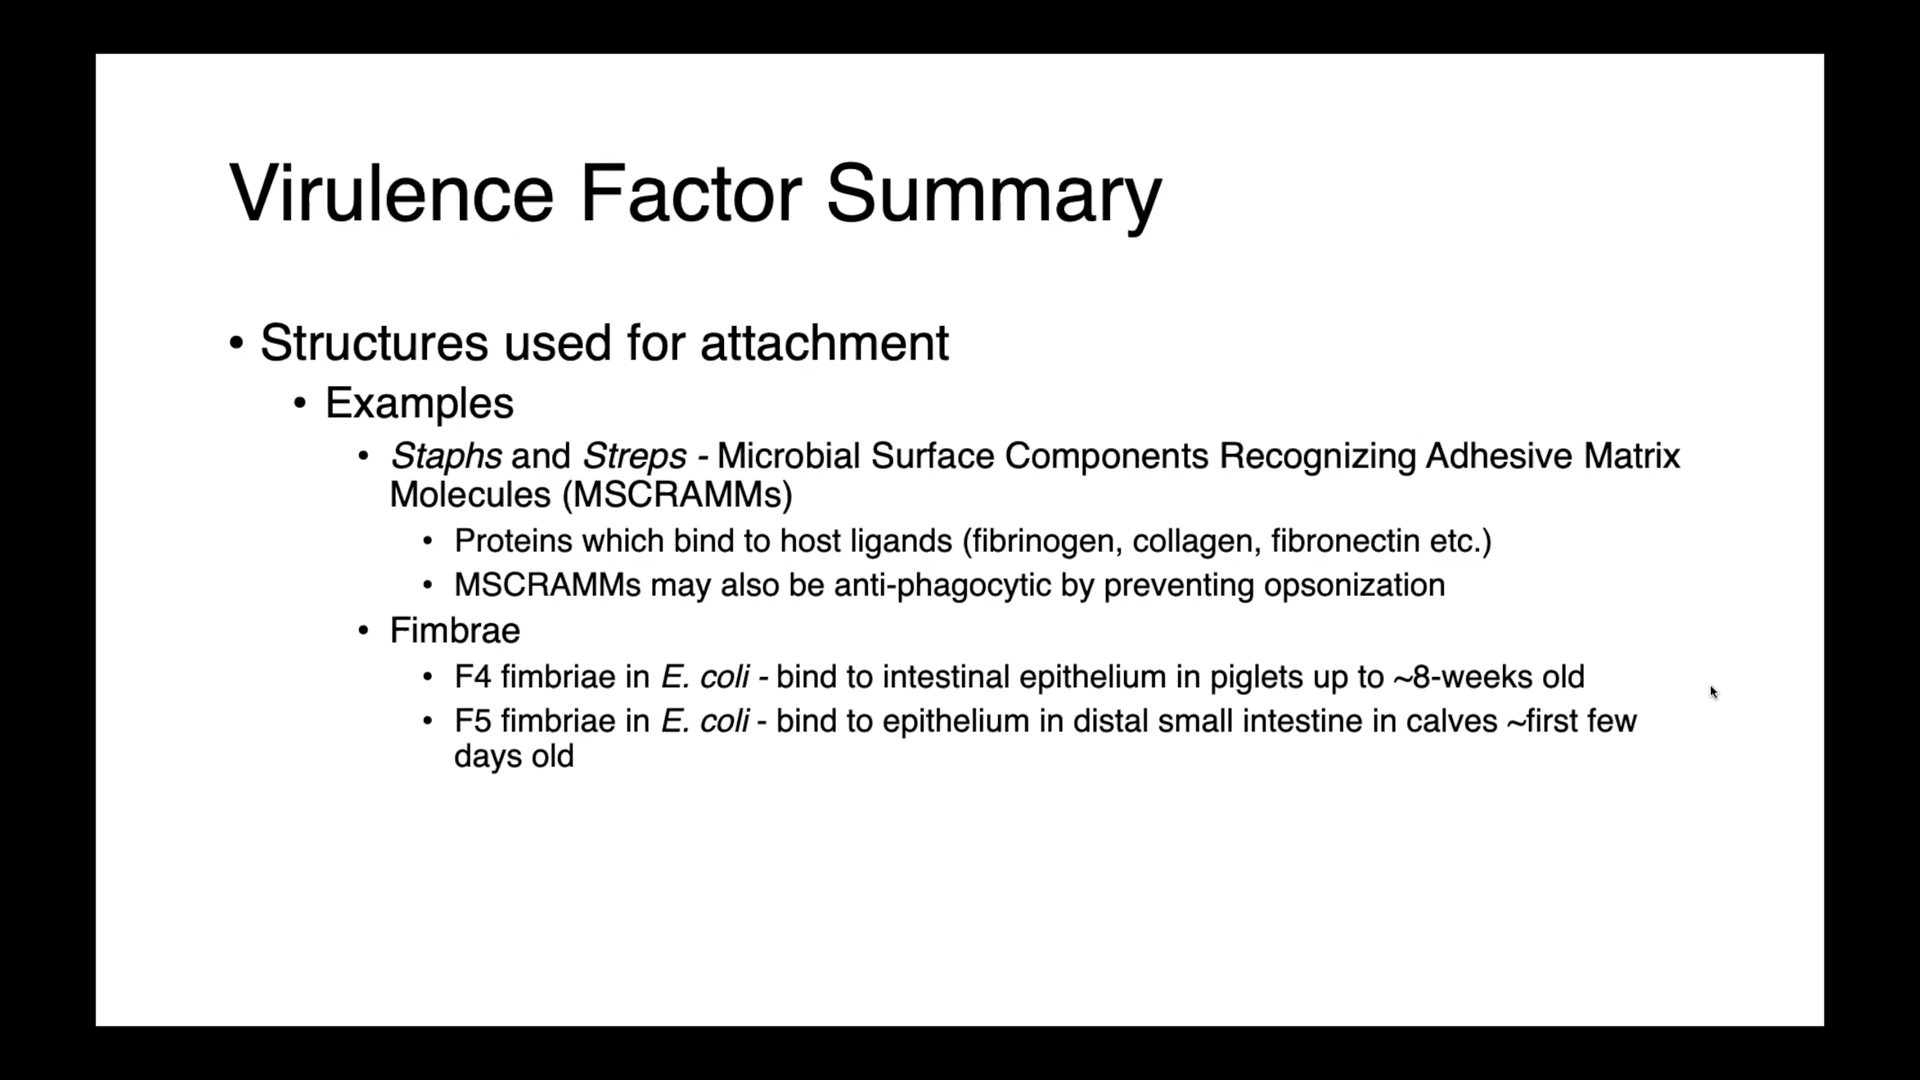 Virulence Factor Summary
• Structures used for attachment
• Examples
• Staphs and Streps - Microbial Surface Components Recognizing Adhesive Matrix
Molecules (MSCRAMMs)
• Proteins which bind to host ligands (fibrinogen, collagen, fibronectin etc.)
• MSCRAMMs may also be anti-phagocytic by preventing opsonization
• Fimbrae
• F4 fimbriae in E. coli - bind to intestinal epithelium in piglets up to ~8-weeks old
• F5 fimbriae in E. coli - bind to epithelium in distal small intestine in calves ~first few
days old